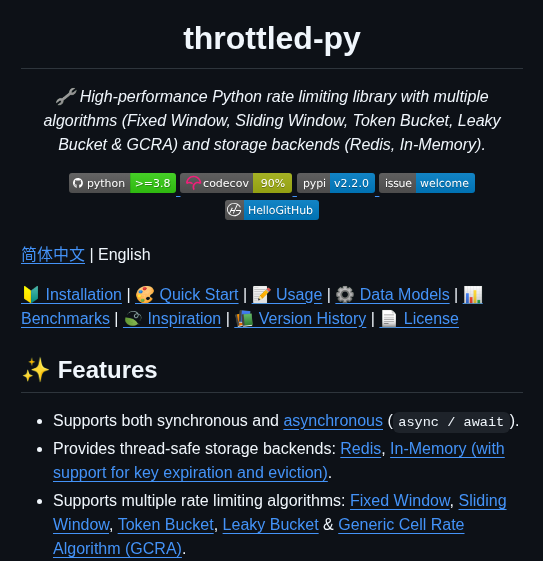 throttled-py
🔧 High-performance Python rate limiting library with multiple
algorithms (Fixed Window, Sliding Window, Token Bucket, Leaky
Bucket & GCRA) and storage backends (Redis, In-Memory).
python >=3.8 codecov 90% pypi v2.2.0 issue welcome
HelloGitHub
简体中文 | English
🔰 Installation | 🎨 Quick Start | 📝 Usage | ⚙️ Data Models | 📊
Benchmarks | 🍃 Inspiration | 📚 Version History | 📄 License
✨ Features
• Supports both synchronous and asynchronous (async / await).
• Provides thread-safe storage backends: Redis, In-Memory (with
support for key expiration and eviction).
• Supports multiple rate limiting algorithms: Fixed Window, Sliding
Window, Token Bucket, Leaky Bucket & Generic Cell Rate
Algorithm (GCRA).